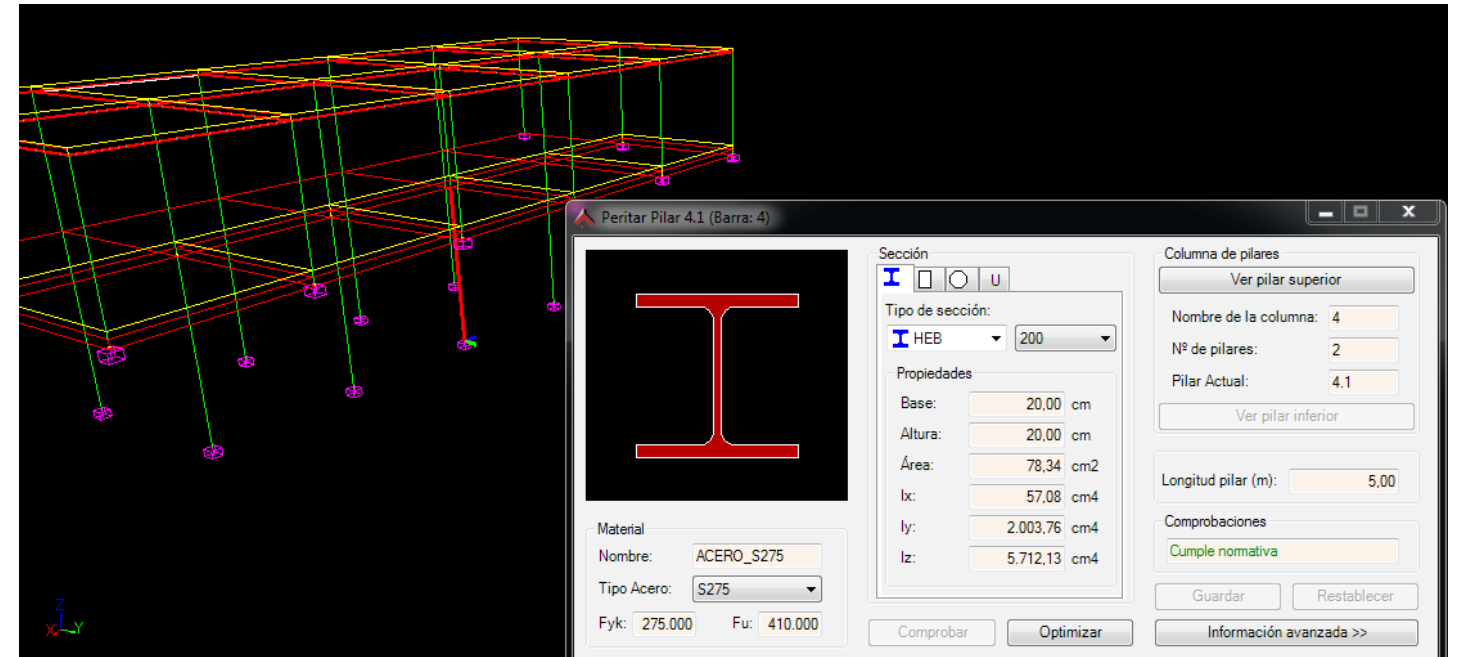 Peritar Pilar 4.1 (Barra: 4)
Sección
U
Tipo de sección:
HEB 200
Propiedades
Base: 20,00 cm
Altura: 20,00 cm
Área: 78,34 cm2
Ix: 57,08 cm4
Iy: 2.003,76 cm4
Iz: 5.712,13 cm4
Material
Nombre: ACERO_S275
Tipo Acero: S275
Fyk: 275.000 Fu: 410.000
Comprobar Optimizar
Columna de pilares
Ver pilar superior
Nombre de la columna: 4
Nº de pilares: 2
Pilar Actual: 4.1
Ver pilar inferior
Longitud pilar (m): 5,00
Comprobaciones
Cumple normativa
Guardar Restablecer
Información avanzada >>
Z
X Y